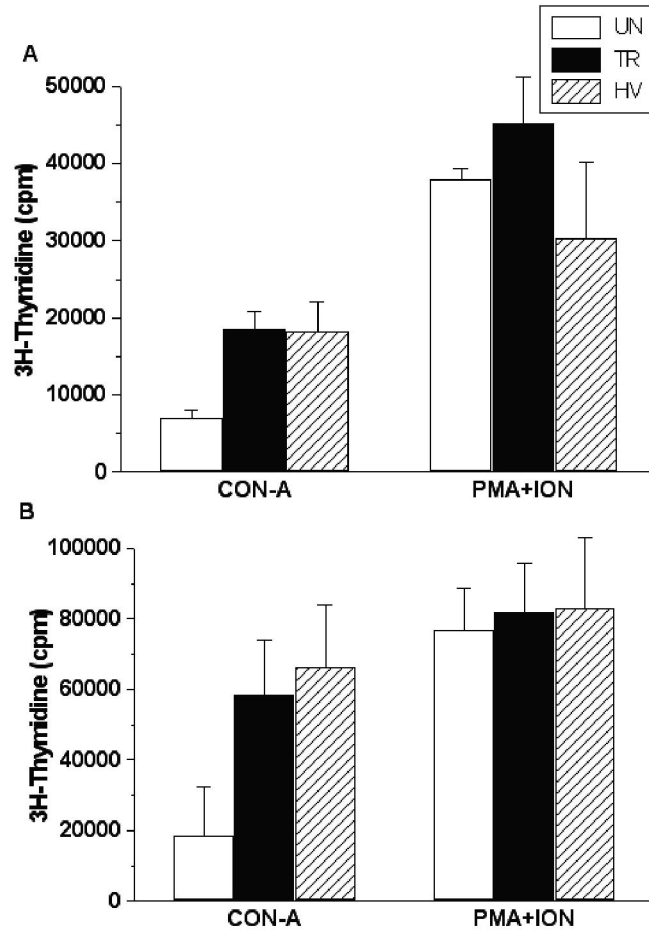 UN
TR
HV
A
50000
40000
30000
20000
10000
0
3H-Thymidine (cpm)
CON-A PMA+ION
B
100000
80000
60000
40000
20000
0
3H-Thymidine (cpm)
CON-A PMA+ION